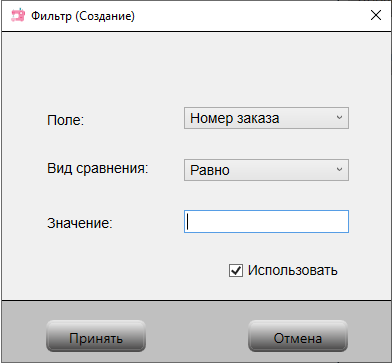 Фильтр (Создание)
Поле:
Номер заказа
Вид сравнения:
Равно
Значение:
Использовать
Принять
Отмена